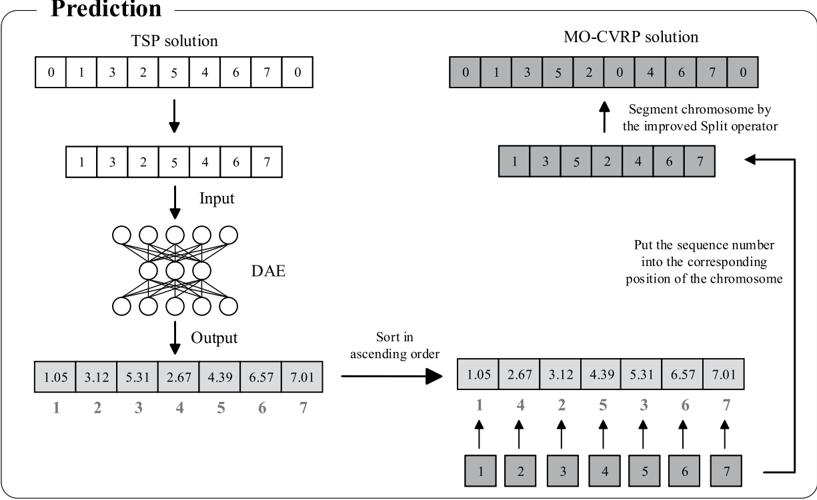 Prediction
TSP solution
0 1 3 2 5 4 6 7 0
1 3 2 5 4 6 7
Input
DAE
Output
1.05 3.12 5.31 2.67 4.39 6.57 7.01
1 2 3 4 5 6 7
Sort in
ascending order
1.05 2.67 3.12 4.39 5.31 6.57 7.01
1 4 2 5 3 6 7
1 2 3 4 5 6 7
Put the sequence number
into the corresponding
position of the chromosome
1 3 5 2 4 6 7
Segment chromosome by
the improved Split operator
MO-CVRP solution
0 1 3 5 2 0 4 6 7 0